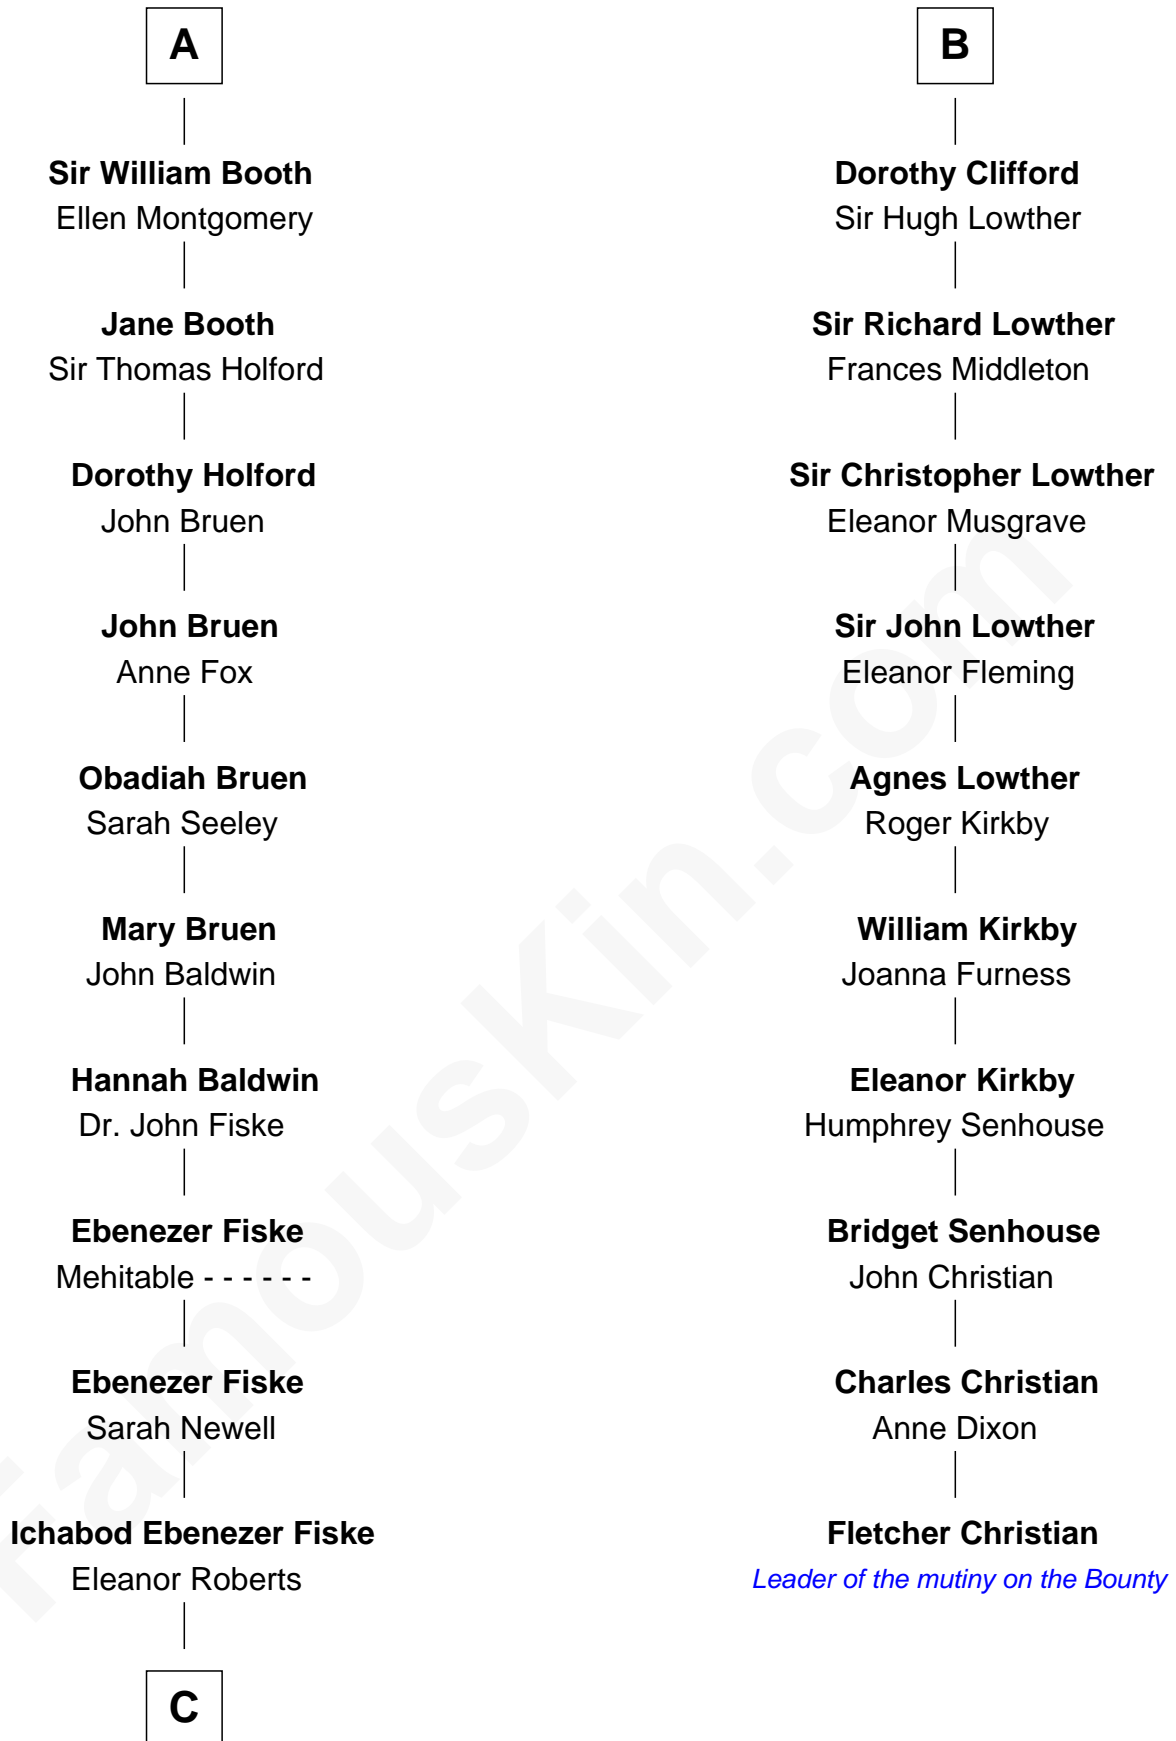 A
Sir William Booth
Ellen Montgomery
Jane Booth
Sir Thomas Holford
Dorothy Holford
John Bruen
John Bruen
Anne Fox
Obadiah Bruen
Sarah Seeley
Mary Bruen
John Baldwin
Hannah Baldwin
Dr. John Fiske
Ebenezer Fiske
Mehitable - - - - - -
Ebenezer Fiske
Sarah Newell
Ichabod Ebenezer Fiske
Eleanor Roberts
C
B
Dorothy Clifford
Sir Hugh Lowther
Sir Richard Lowther
Frances Middleton
Sir Christopher Lowther
Eleanor Musgrave
Sir John Lowther
Eleanor Fleming
Agnes Lowther
Roger Kirkby
William Kirkby
Joanna Furness
Eleanor Kirkby
Humphrey Senhouse
Bridget Senhouse
John Christian
Charles Christian
Anne Dixon
Fletcher Christian
Leader of the mutiny on the Bounty
FamousKin.com